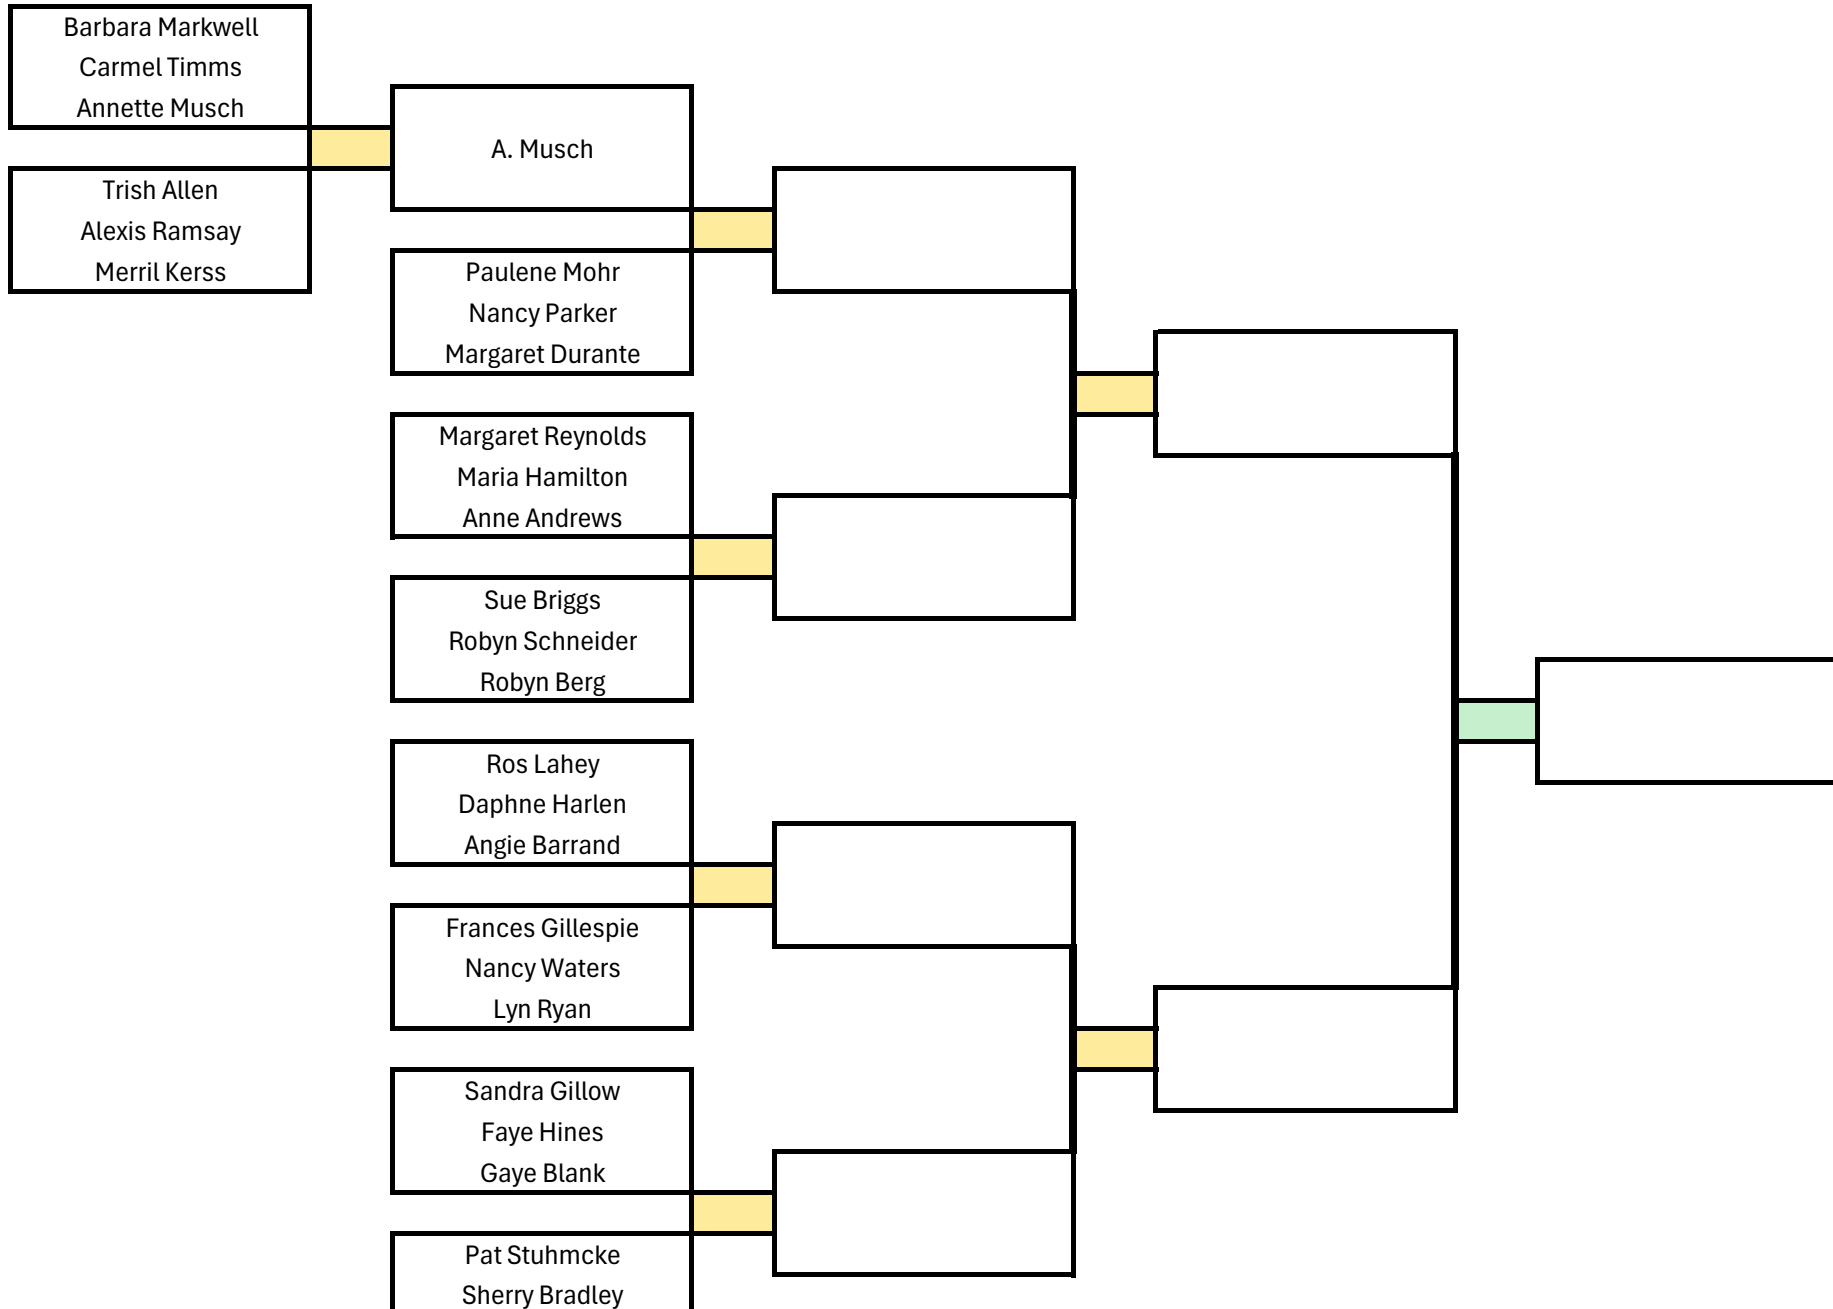 Barbara Markwell
Carmel Timms
Annette Musch
Trish Allen
Alexis Ramsay
Merril Kerss
A. Musch
Paulene Mohr
Nancy Parker
Margaret Durante
Margaret Reynolds
Maria Hamilton
Anne Andrews
Sue Briggs
Robyn Schneider
Robyn Berg
Ros Lahey
Daphne Harlen
Angie Barrand
Frances Gillespie
Nancy Waters
Lyn Ryan
Sandra Gillow
Faye Hines
Gaye Blank
Pat Stuhmcke
Sherry Bradley